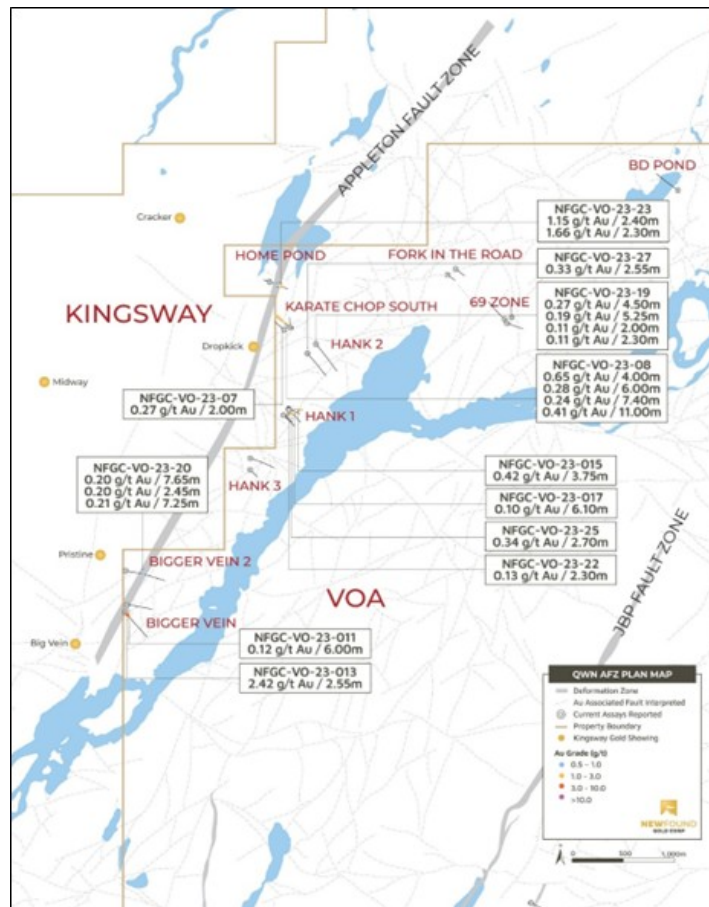 APPLETON FAULT ZONE
BD POND
Cracker
NFGC-VO-23-23
1.15 g/t Au / 2.40m
1.66 g/t Au / 2.30m
HOME POND
FORK IN THE ROAD
NFGC-VO-23-27
0.33 g/t Au / 2.55m
KINGSWAY
KARATE CHOP SOUTH
69 ZONE
NFGC-VO-23-19
0.27 g/t Au / 4.50m
0.19 g/t Au / 5.25m
0.11 g/t Au / 2.00m
0.11 g/t Au / 2.30m
Dropkick
HANK 2
Midway
NFGC-VO-23-08
0.65 g/t Au / 4.00m
0.28 g/t Au / 6.00m
0.24 g/t Au / 7.40m
0.41 g/t Au / 11.00m
NFGC-VO-23-07
0.27 g/t Au / 2.00m
HANK 1
NFGC-VO-23-20
0.20 g/t Au / 7.65m
0.20 g/t Au / 2.45m
0.21 g/t Au / 7.25m
HANK 3
NFGC-VO-23-015
0.42 g/t Au / 3.75m
NFGC-VO-23-017
0.10 g/t Au / 6.10m
NFGC-VO-23-25
0.34 g/t Au / 2.70m
NFGC-VO-23-22
0.13 g/t Au / 2.30m
JBP FAULT ZONE
Pristine
BIGGER VEIN 2
VOA
BIGGER VEIN
Big Vein
NFGC-VO-23-011
0.12 g/t Au / 6.00m
NFGC-VO-23-013
2.42 g/t Au / 2.55m
QWN AFZ PLAN MAP
Deformation Zone
Au Associated Fault Interpreted
Current Assays Reported
Property Boundary
Kingsway Gold Showing
Au Grade (g/t)
0.5 - 1.0
1.0 - 3.0
3.0 - 10.0
>10.0
NEWFOUND
GOLD CORP
0 500 1,000m